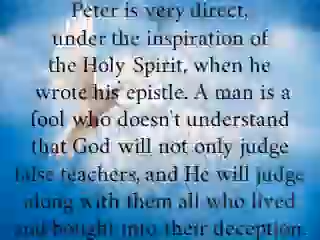 Peter is very direct,
under the inspiration of
the Holy Spirit, when he
wrote his epistle. A man is a
fool who doesn't understand
that God will not only judge
false teachers, and He will judge
along with them all who lived
and bought into their deception.